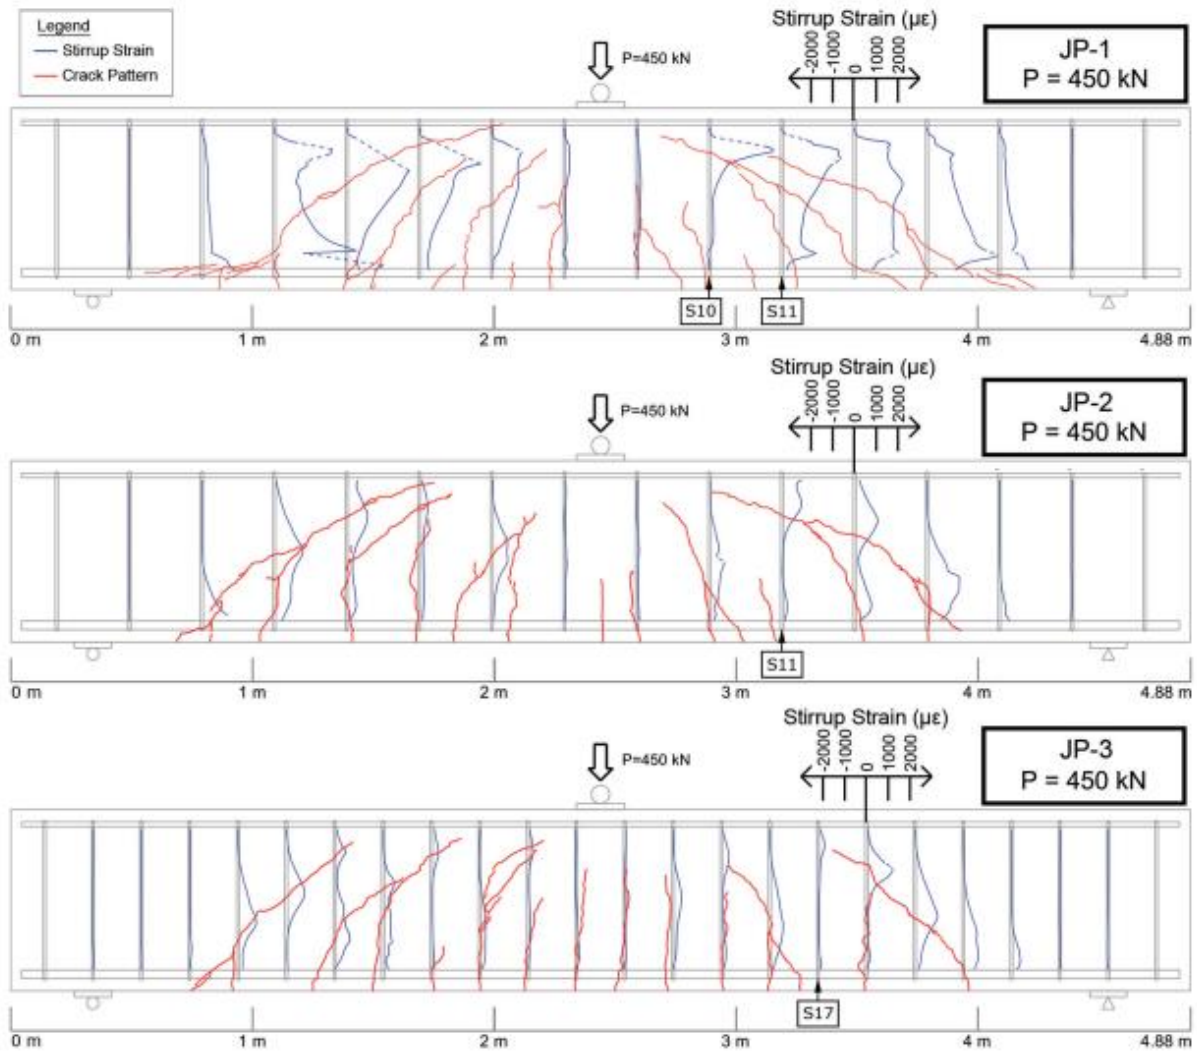 Legend
Stirrup Strain
Crack Pattern
P=450 kN
Stirrup Strain (µε)
-2000
-1000
0
1000
2000
JP-1
P = 450 kN
S10
S11
0 m
1 m
2 m
3 m
4 m
4.88 m
P=450 kN
Stirrup Strain (µε)
-2000
-1000
0
1000
2000
JP-2
P = 450 kN
S11
0 m
1 m
2 m
3 m
4 m
4.88 m
P=450 kN
Stirrup Strain (µε)
-2000
-1000
0
1000
2000
JP-3
P = 450 kN
S17
0 m
1 m
2 m
3 m
4 m
4.88 m